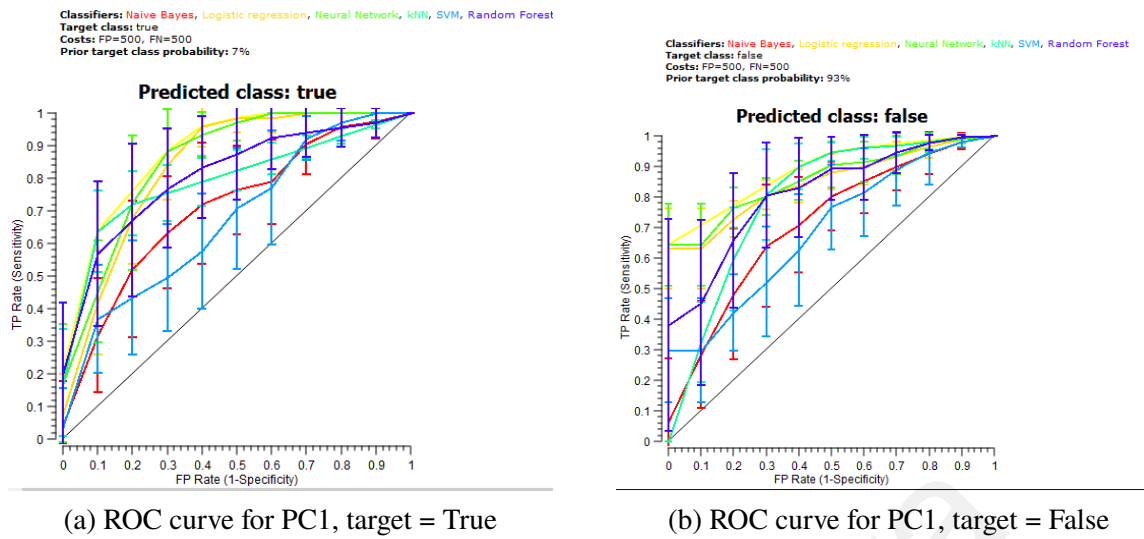 Classifiers: Naive Bayes, Logistic regression, Neural Network, kNN, SVM, Random Forest
Target class: true
Costs: FP=500, FN=500
Prior target class probability: 7%
Predicted class: true
1
0.9
0.8
0.7
0.6
0.5
0.4
0.3
0.2
0.1
0
TP Rate (Sensitivity)
0 0.1 0.2 0.3 0.4 0.5 0.6 0.7 0.8 0.9 1
FP Rate (1-Specificity)
(a) ROC curve for PC1, target = True
Classifiers: Naive Bayes, Logistic regression, Neural Network, kNN, SVM, Random Forest
Target class: false
Costs: FP=500, FN=500
Prior target class probability: 93%
Predicted class: false
1
0.9
0.8
0.7
0.6
0.5
0.4
0.3
0.2
0.1
0
TP Rate (Sensitivity)
0 0.1 0.2 0.3 0.4 0.5 0.6 0.7 0.8 0.9 1
FP Rate (1-Specificity)
(b) ROC curve for PC1, target = False